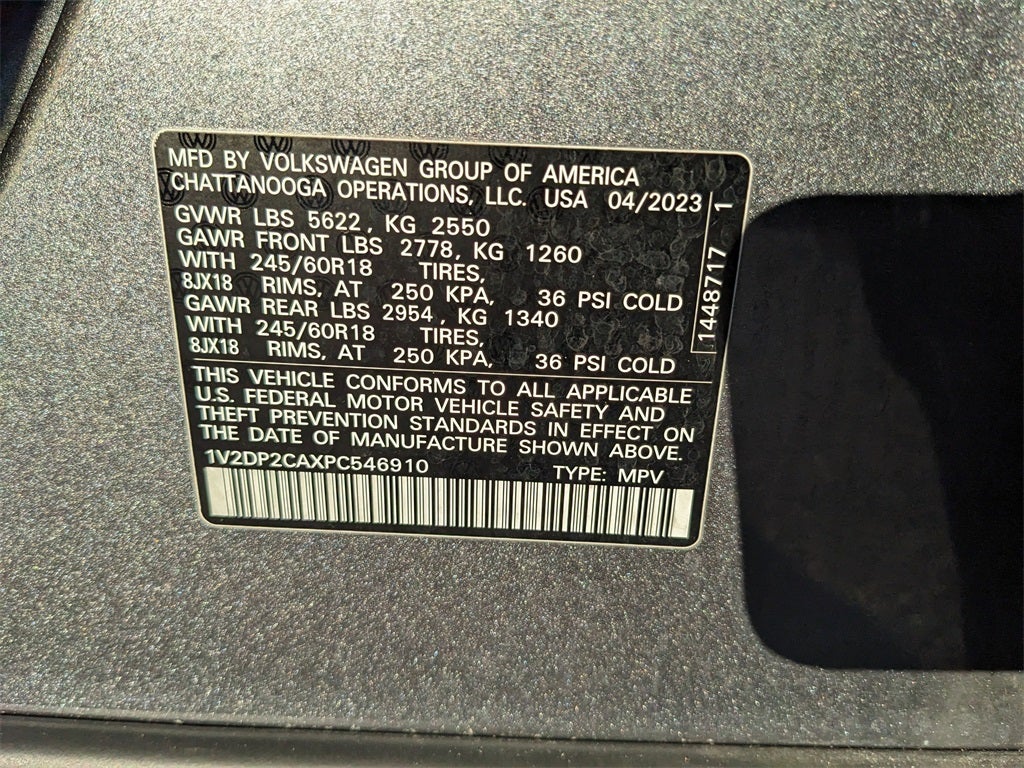 MFD BY VOLKSWAGEN GROUP OF AMERICA
CHATTANOOGA OPERATIONS, LLC. USA 04/2023
GVWR LBS 5622, KG 2550
GAWR FRONT LBS 2778, KG 1260
WITH 245/60R18 TIRES,
8JX18 RIMS, AT 250 KPA, 36 PSI COLD
GAWR REAR LBS 2954, KG 1340
WITH 245/60R18 TIRES,
8JX18 RIMS, AT 250 KPA, 36 PSI COLD
1448717 1
THIS VEHICLE CONFORMS TO ALL APPLICABLE
U.S. FEDERAL MOTOR VEHICLE SAFETY AND
THEFT PREVENTION STANDARDS IN EFFECT ON
THE DATE OF MANUFACTURE SHOWN ABOVE.
1V2DP2CAXPC546910 TYPE: MPV